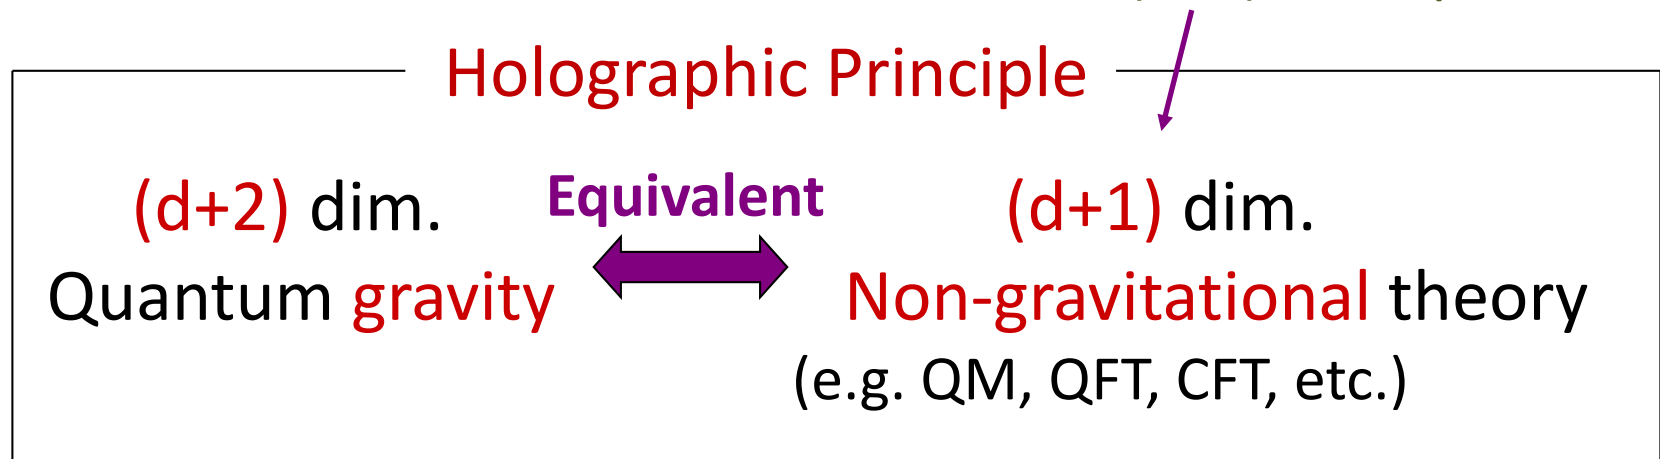 Holographic Principle
(d+2) dim.
Equivalent
(d+1) dim.
Quantum gravity
Non-gravitational theory
(e.g. QM, QFT, CFT, etc.)